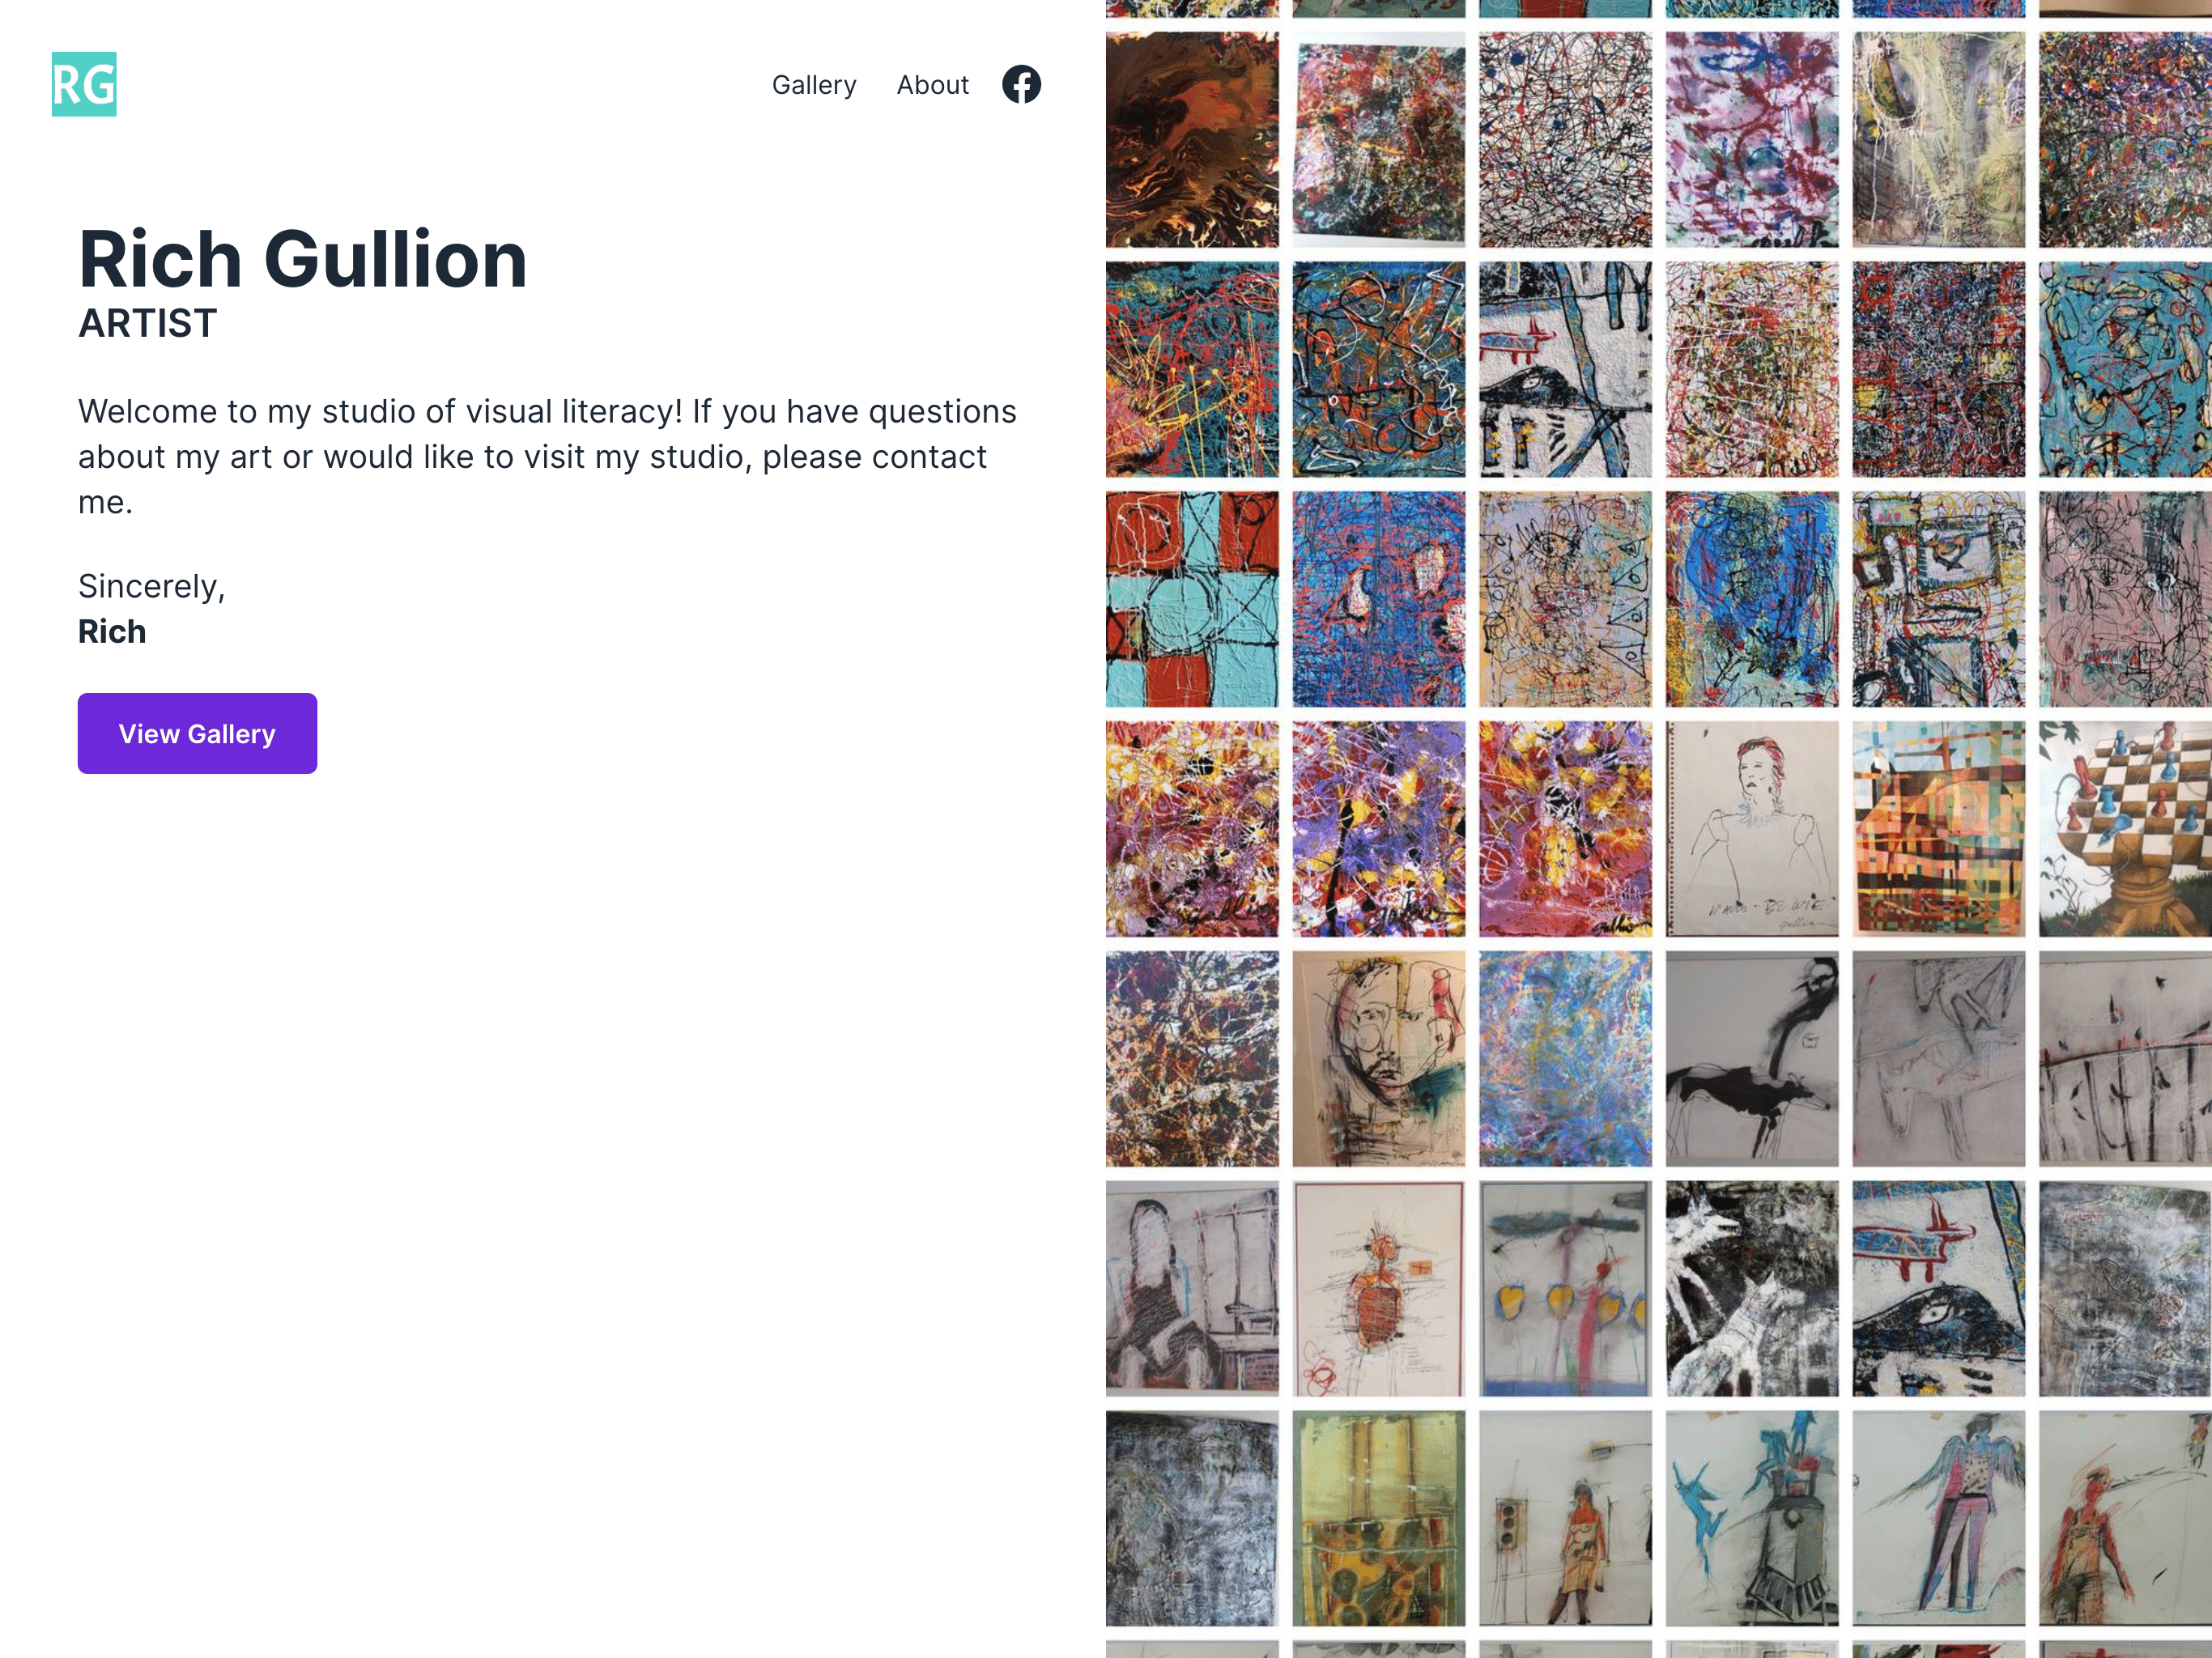 RG
Gallery About
Rich Gullion
ARTIST
Welcome to my studio of visual literacy! If you have questions
about my art or would like to visit my studio, please contact
me.
Sincerely,
Rich
View Gallery